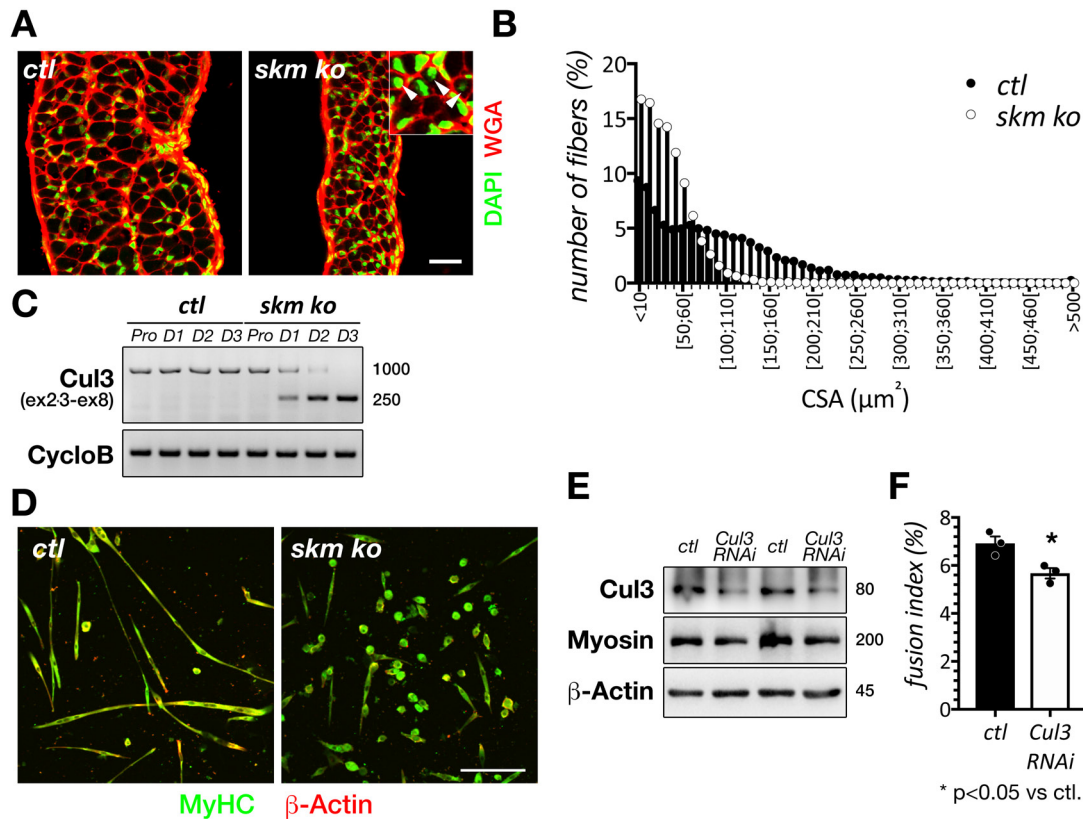 A
ctl
skm ko
DAPI WGA
B
number of fibers (%)
20
15
10
5
0
ctl
skm ko
<10
[50;60[
[100;110[
[150;160[
[200;210[
[250;260[
[300;310[
[350;360[
[400;410[
[450;460[
>500
CSA (µm²)
C
ctl skm ko
Pro D1 D2 D3 Pro D1 D2 D3
Cul3
(ex2-3-ex8)
1000
250
CycloB
D
ctl
skm ko
MyHC β-Actin
E
ctl Cul3 RNAi ctl Cul3 RNAi
Cul3 80
Myosin 200
β-Actin 45
F
fusion index (%)
8
6
4
2
0
*
ctl
Cul3
RNAi
* p<0.05 vs ctl.